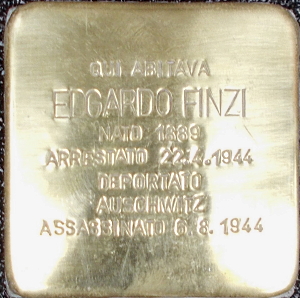 QUI ABITAVA
EDGARDO FINZI
NATO 1889
ARRESTATO 22.4.1944
DEPORTATO
AUSCHWITZ
ASSASSINATO 6.8.1944